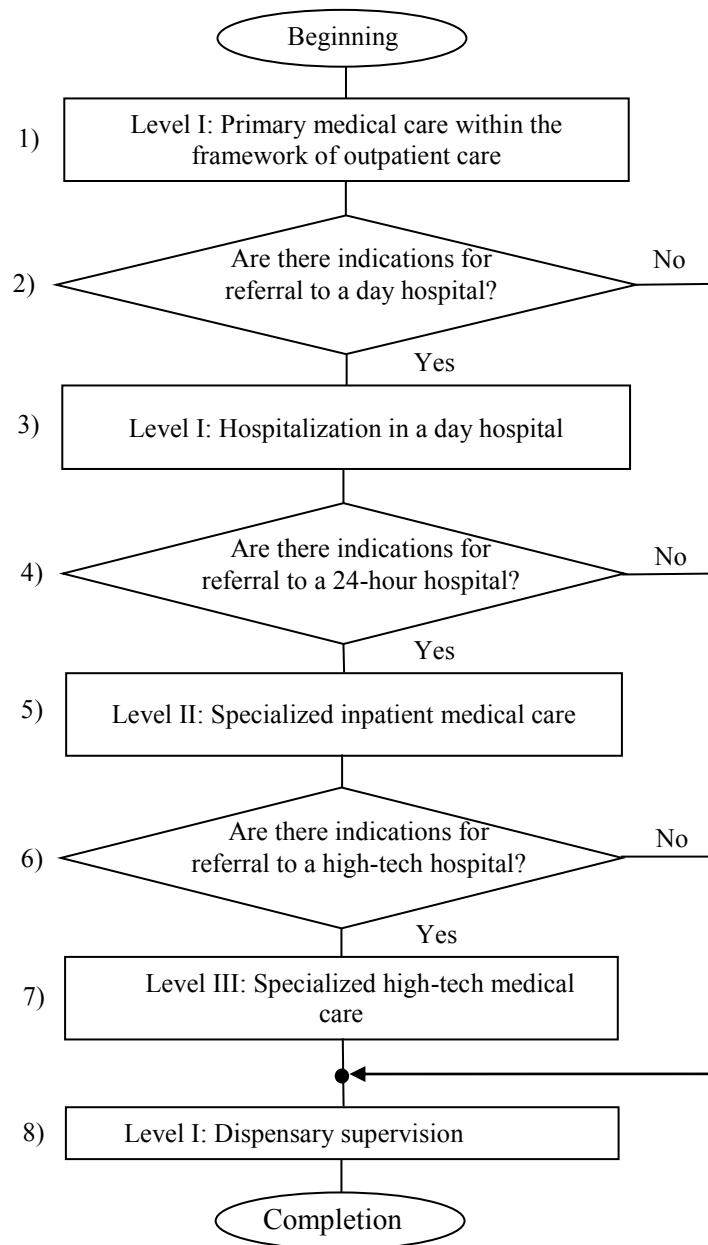 Beginning
1)
Level I: Primary medical care within the
framework of outpatient care
2)
Are there indications for
referral to a day hospital?
No
Yes
3)
Level I: Hospitalization in a day hospital
4)
Are there indications for
referral to a 24-hour hospital?
No
Yes
5)
Level II: Specialized inpatient medical care
6)
Are there indications for
referral to a high-tech hospital?
No
Yes
7)
Level III: Specialized high-tech medical
care
8)
Level I: Dispensary supervision
Completion